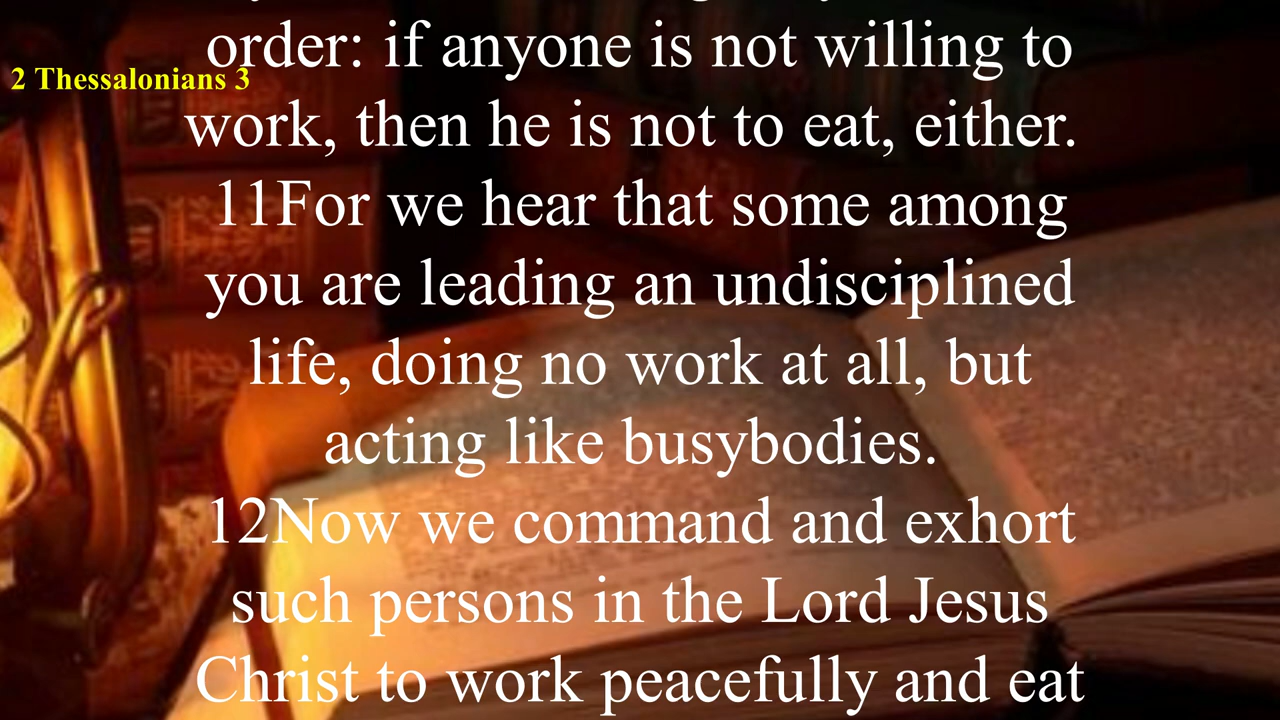 order: if anyone is not willing to
2 Thessalonians 3
work, then he is not to eat, either.
11For we hear that some among
you are leading an undisciplined
life, doing no work at all, but
acting like busybodies.
12Now we command and exhort
such persons in the Lord Jesus
Christ to work peacefully and eat